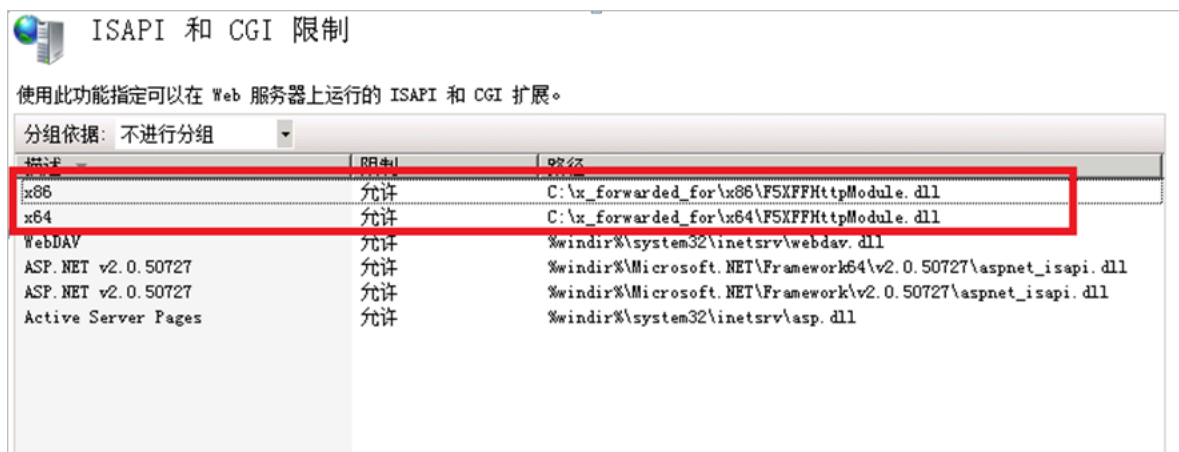 ISAPI 和 CGI 限制
使用此功能指定可以在 Web 服务器上运行的 ISAPI 和 CGI 扩展。
分组依据: 不进行分组
描述 限制 路径
x86 允许 C:\x_forwarded_for\x86\F5XFFHttpModule.dll
x64 允许 C:\x_forwarded_for\x64\F5XFFHttpModule.dll
WebDAV 允许 %windir%\system32\inetsrv\webdav.dll
ASP.NET v2.0.50727 允许 %windir%\Microsoft.NET\Framework64\v2.0.50727\aspnet_isapi.dll
ASP.NET v2.0.50727 允许 %windir%\Microsoft.NET\Framework\v2.0.50727\aspnet_isapi.dll
Active Server Pages 允许 %windir%\system32\inetsrv\asp.dll